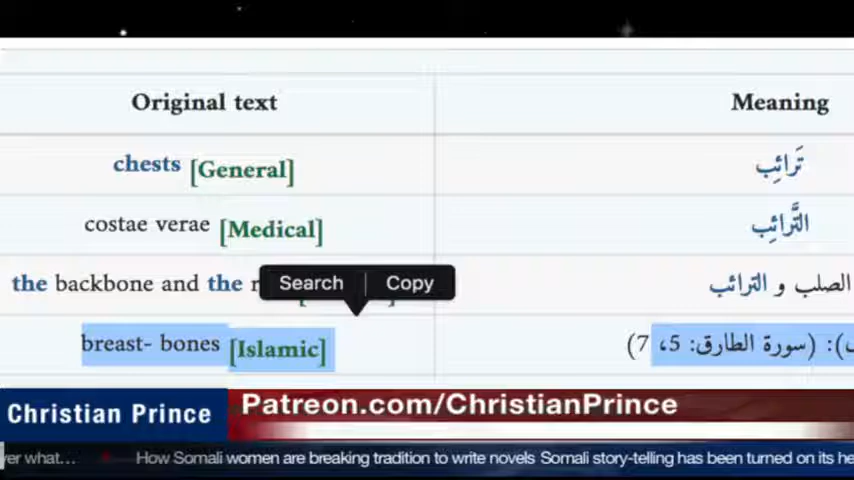 Original text
Meaning
chests [General]
تَرائِب
costae verae [Medical]
التَّرائِب
the backbone and the
الصلب و الترائب
breast- bones [Islamic]
): (سورة الطارق: 5، 7)
Search
Copy
Christian Prince
Patreon.com/ChristianPrince
er what... How Somali women are breaking tradition to write novels Somali story-telling has been turned on its he